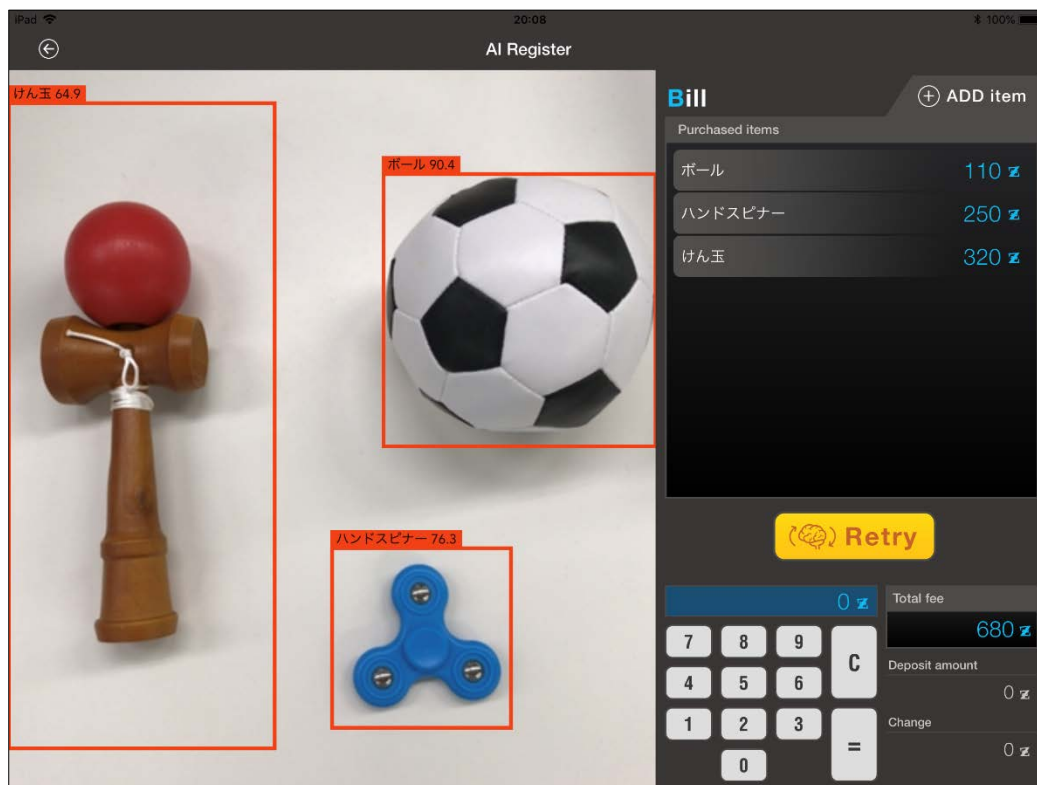 iPad 20:08 100%
AI Register
けん玉 64.9
ボール 90.4
ハンドスピナー 76.3
Bill
ADD item
Purchased items
ボール 110
ハンドスピナー 250
けん玉 320
Retry
0
7 8 9 C
4 5 6
1 2 3 =
0
Total fee
680
Deposit amount
0
Change
0